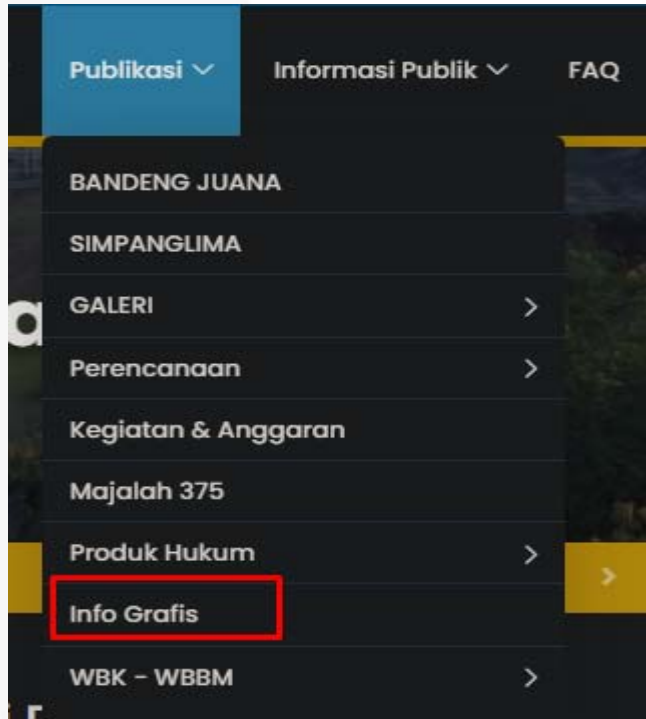 Publikasi Informasi Publik FAQ
BANDENG JUANA
SIMPANGLIMA
GALERI
Perencanaan
Kegiatan & Anggaran
Majalah 375
Produk Hukum
Info Grafis
WBK - WBBM